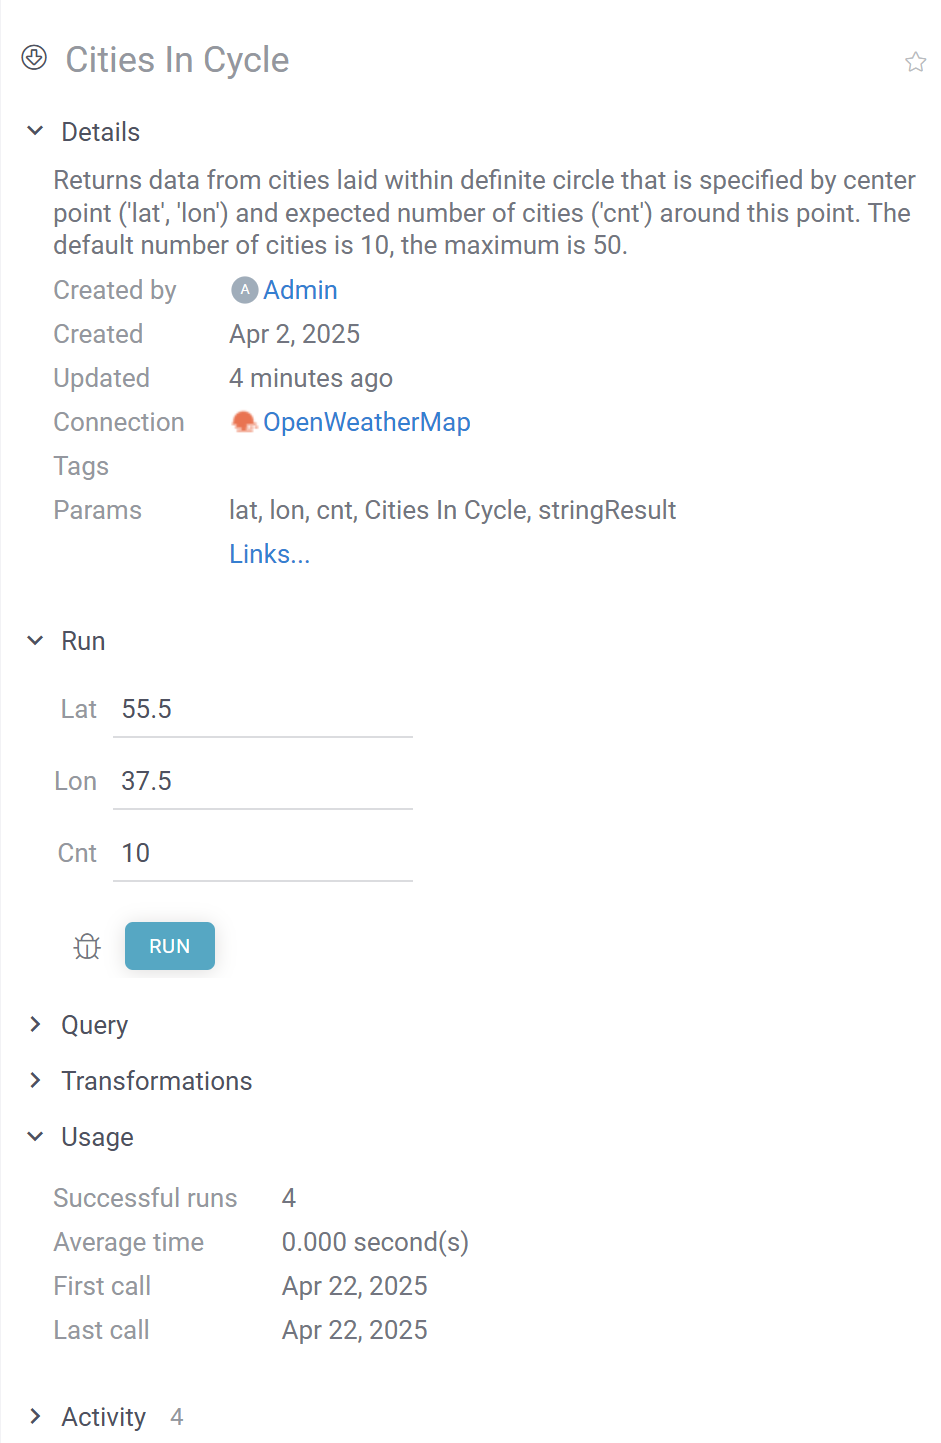 Cities In Cycle
Details
Returns data from cities laid within definite circle that is specified by center
point ('lat', 'lon') and expected number of cities ('cnt') around this point. The
default number of cities is 10, the maximum is 50.
Created by A Admin
Created Apr 2, 2025
Updated 4 minutes ago
Connection OpenWeatherMap
Tags
Params lat, lon, cnt, Cities In Cycle, stringResult
Links...
Run
Lat 55.5
Lon 37.5
Cnt 10
RUN
Query
Transformations
Usage
Successful runs 4
Average time 0.000 second(s)
First call Apr 22, 2025
Last call Apr 22, 2025
Activity 4